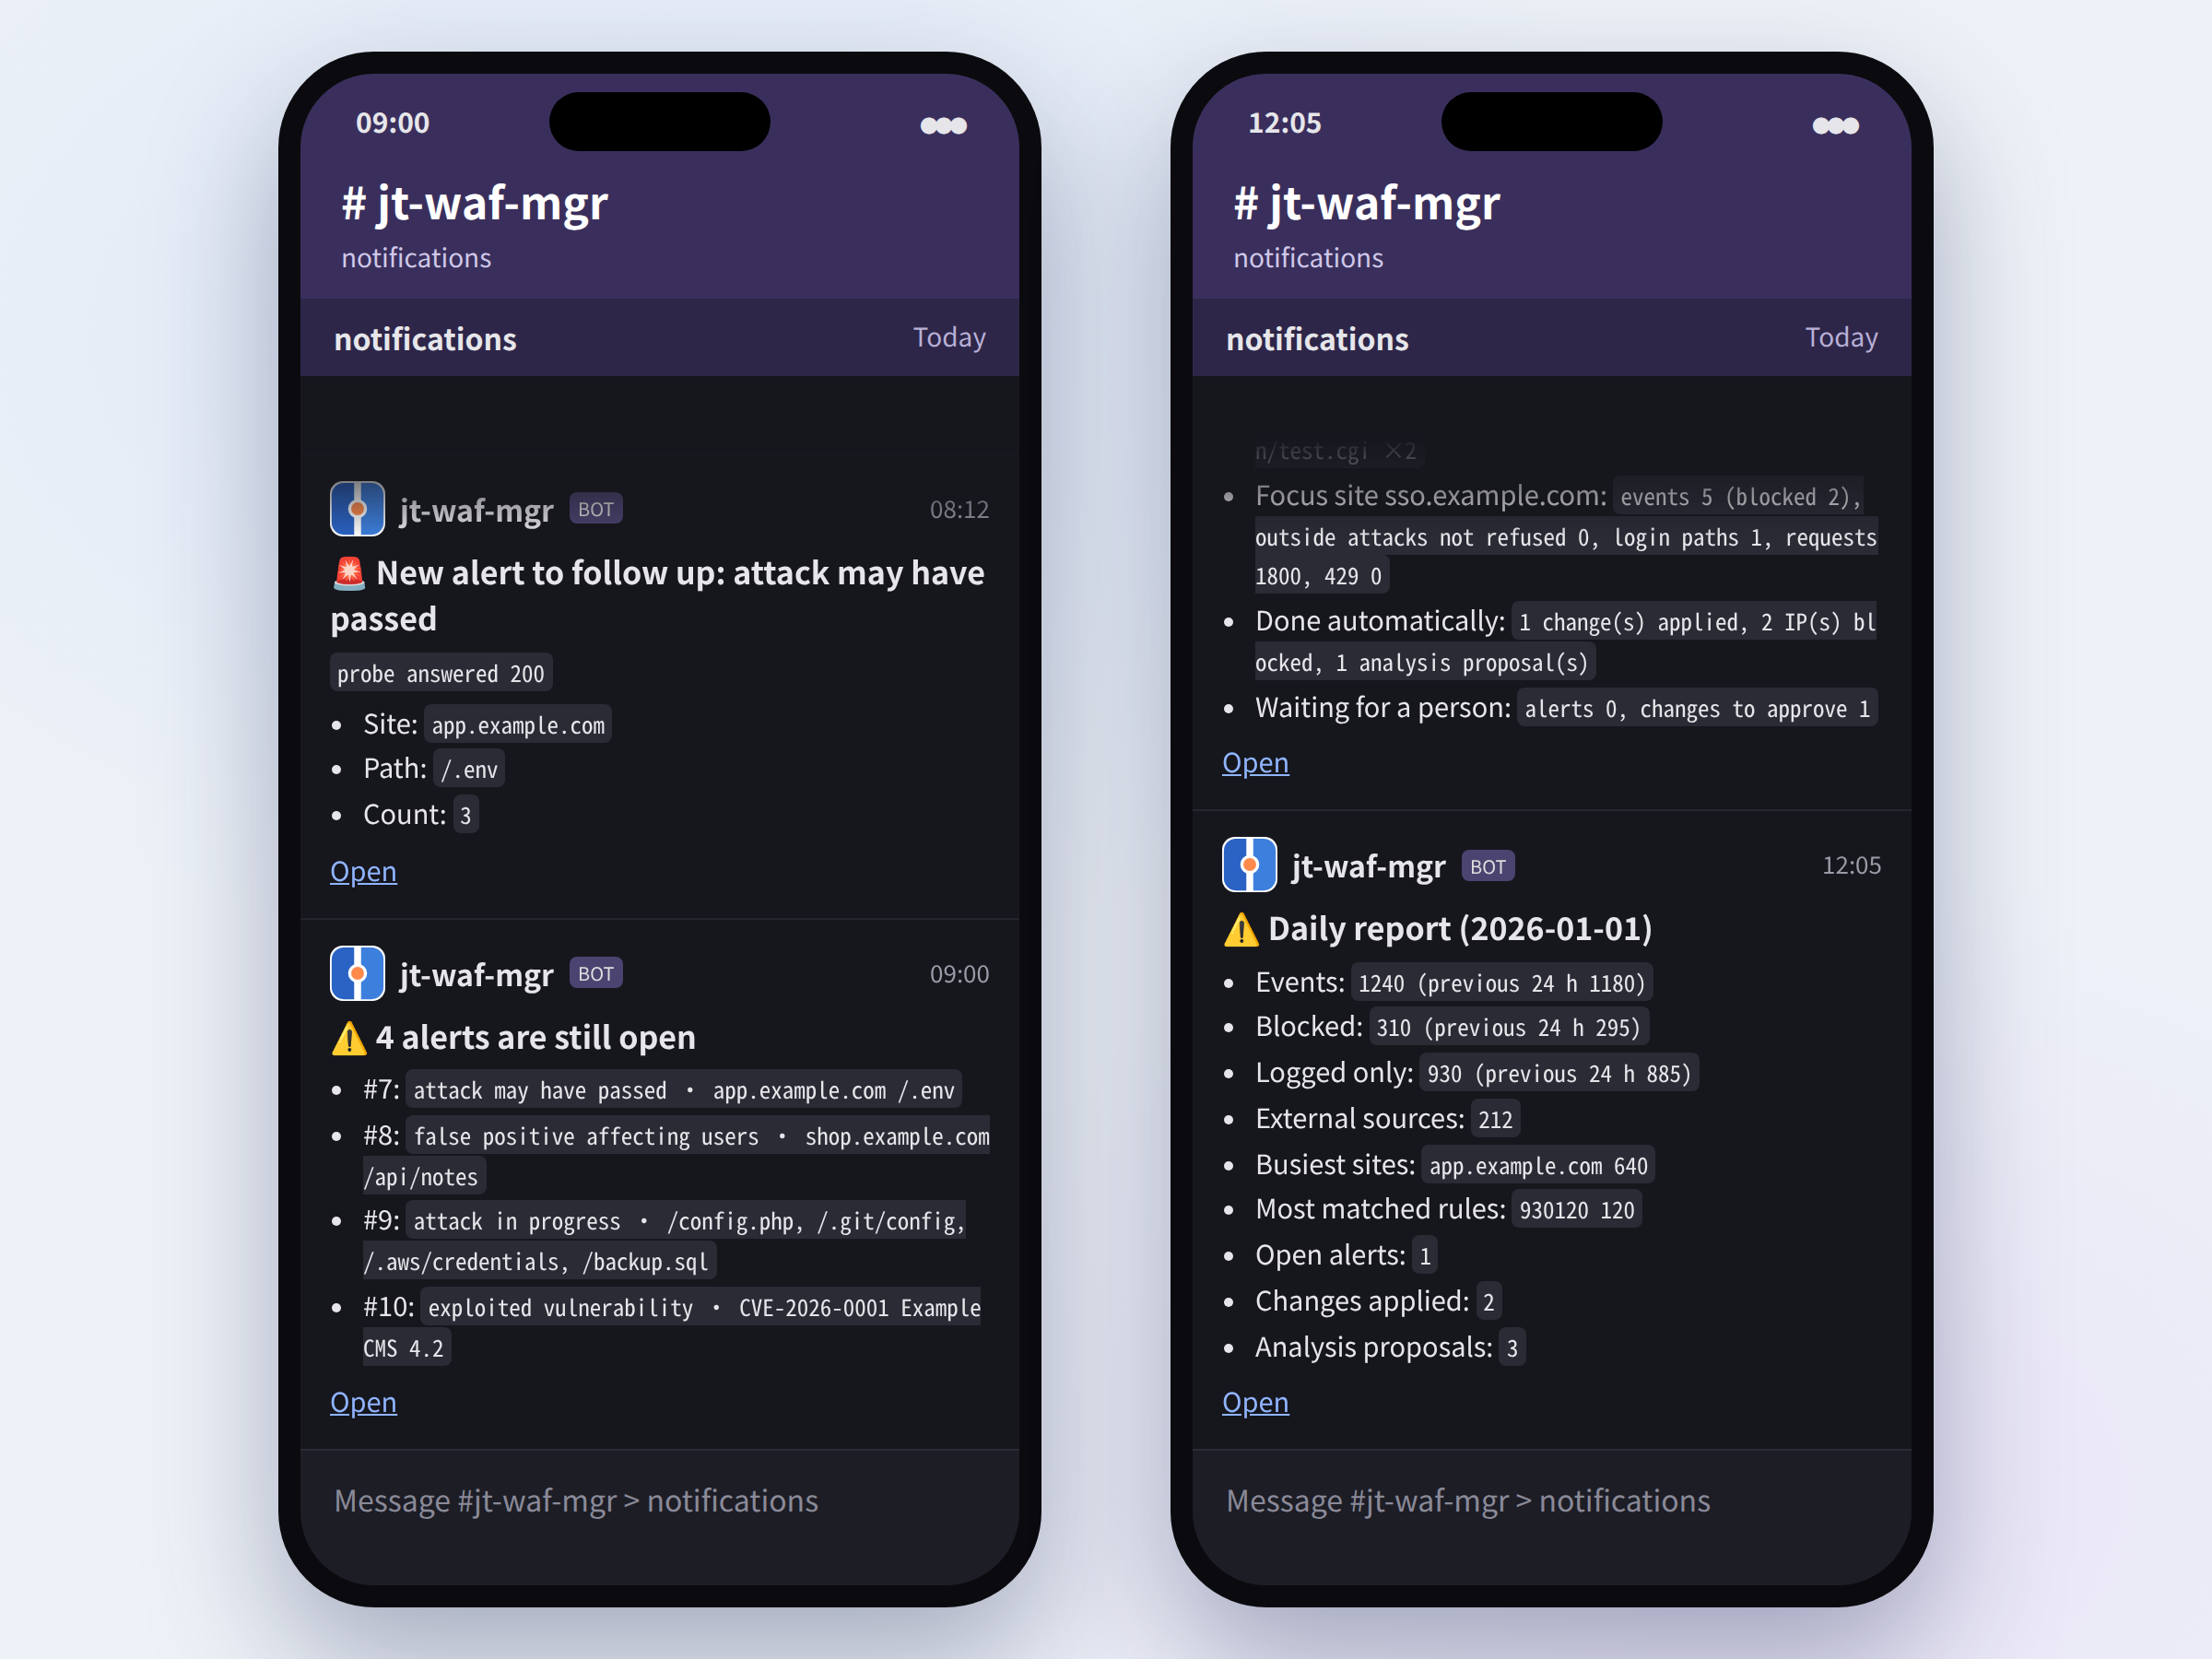 09:00
# jt-waf-mgr
notifications
notifications Today
jt-waf-mgr BOT 08:12
🚨 New alert to follow up: attack may have
passed
probe answered 200
• Site: app.example.com
• Path: /.env
• Count: 3
Open
jt-waf-mgr BOT 09:00
⚠️ 4 alerts are still open
• #7: attack may have passed · app.example.com /.env
• #8: false positive affecting users · shop.example.com
/api/notes
• #9: attack in progress · /config.php, /.git/config,
/.aws/credentials, /backup.sql
• #10: exploited vulnerability · CVE-2026-0001 Example
CMS 4.2
Open
Message #jt-waf-mgr > notifications
12:05
# jt-waf-mgr
notifications
notifications Today
n/test.cgi ×2
• Focus site sso.example.com: events 5 (blocked 2),
outside attacks not refused 0, login paths 1, requests
1800, 429 0
• Done automatically: 1 change(s) applied, 2 IP(s) bl
ocked, 1 analysis proposal(s)
• Waiting for a person: alerts 0, changes to approve 1
Open
jt-waf-mgr BOT 12:05
⚠️ Daily report (2026-01-01)
• Events: 1240 (previous 24 h 1180)
• Blocked: 310 (previous 24 h 295)
• Logged only: 930 (previous 24 h 885)
• External sources: 212
• Busiest sites: app.example.com 640
• Most matched rules: 930120 120
• Open alerts: 1
• Changes applied: 2
• Analysis proposals: 3
Open
Message #jt-waf-mgr > notifications